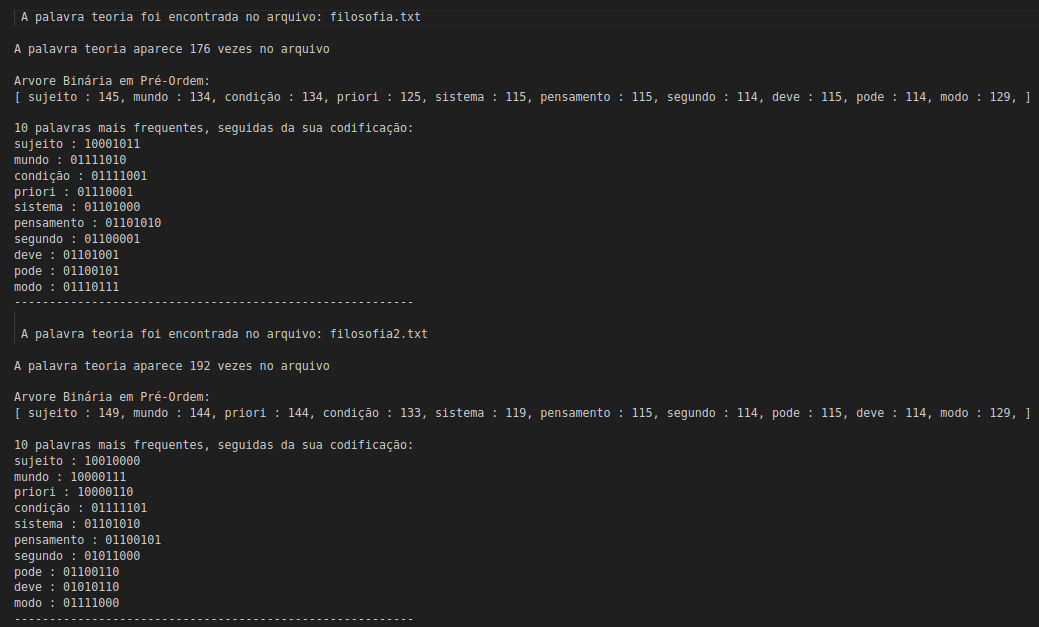 A palavra teoria foi encontrada no arquivo: filosofia.txt
A palavra teoria aparece 176 vezes no arquivo
Arvore Binária em Pré-Ordem:
[ sujeito : 145, mundo : 134, condição : 134, priori : 125, sistema : 115, pensamento : 115, segundo : 114, deve : 115, pode : 114, modo : 129, ]
10 palavras mais frequentes, seguidas da sua codificação:
sujeito : 10001011
mundo : 01111010
condição : 01111001
priori : 01110001
sistema : 01101000
pensamento : 01101010
segundo : 01100001
deve : 01101001
pode : 01100101
modo : 01110111
---------------------------------------------------------
A palavra teoria foi encontrada no arquivo: filosofia2.txt
A palavra teoria aparece 192 vezes no arquivo
Arvore Binária em Pré-Ordem:
[ sujeito : 149, mundo : 144, priori : 144, condição : 133, sistema : 119, pensamento : 115, segundo : 114, pode : 115, deve : 114, modo : 129, ]
10 palavras mais frequentes, seguidas da sua codificação:
sujeito : 10010000
mundo : 10000111
priori : 10000110
condição : 01111101
sistema : 01101010
pensamento : 01100101
segundo : 01011000
pode : 01100110
deve : 01010110
modo : 01111000
---------------------------------------------------------